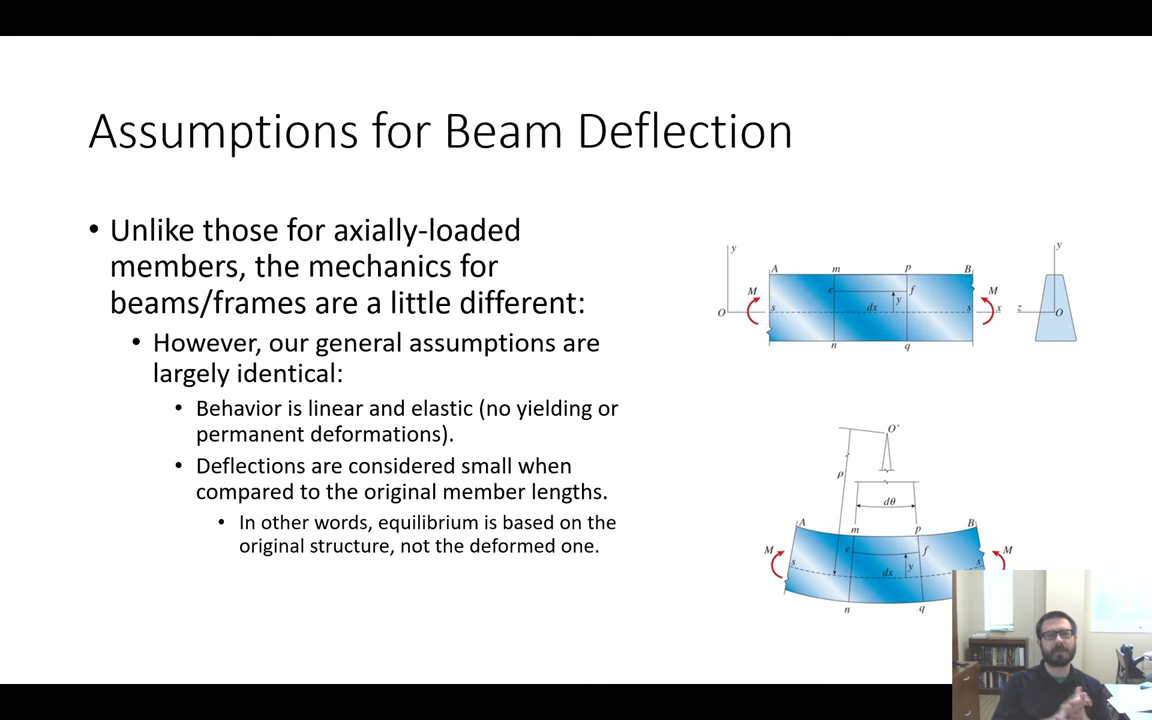 Assumptions for Beam Deflection
• Unlike those for axially-loaded
members, the mechanics for
beams/frames are a little different:
• However, our general assumptions are
largely identical:
• Behavior is linear and elastic (no yielding or
permanent deformations).
• Deflections are considered small when
compared to the original member lengths.
• In other words, equilibrium is based on the
original structure, not the deformed one.
y
y
A m p B
M e f M
s dx y s x z O
O
n q
O'
ρ
dθ
A m p B
M e f M
s dx y s
n q